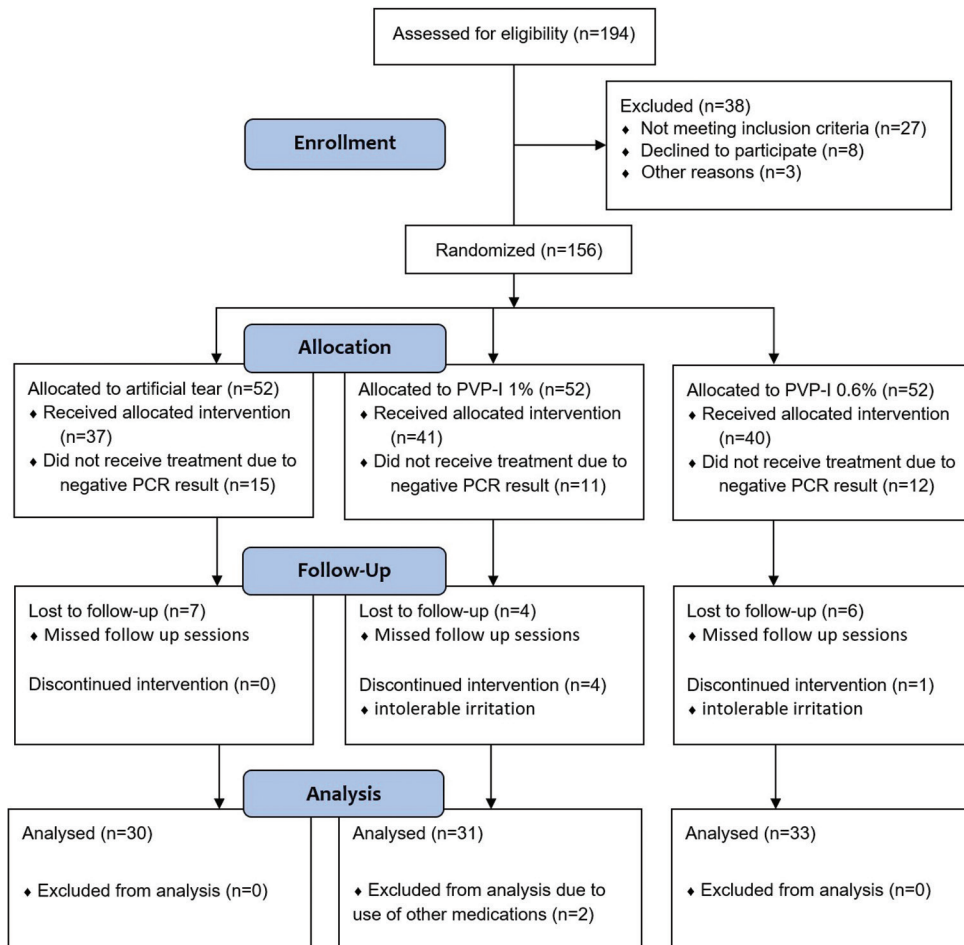 Assessed for eligibility (n=194)
Enrollment
Excluded (n=38)
♦ Not meeting inclusion criteria (n=27)
♦ Declined to participate (n=8)
♦ Other reasons (n=3)
Randomized (n=156)
Allocation
Allocated to artificial tear (n=52)
♦ Received allocated intervention
(n=37)
♦ Did not receive treatment due to
negative PCR result (n=15)
Allocated to PVP-I 1% (n=52)
♦ Received allocated intervention
(n=41)
♦ Did not receive treatment due to
negative PCR result (n=11)
Allocated to PVP-I 0.6% (n=52)
♦ Received allocated intervention
(n=40)
♦ Did not receive treatment due to
negative PCR result (n=12)
Follow-Up
Lost to follow-up (n=7)
♦ Missed follow up sessions
Discontinued intervention (n=0)
Lost to follow-up (n=4)
♦ Missed follow up sessions
Discontinued intervention (n=4)
♦ intolerable irritation
Lost to follow-up (n=6)
♦ Missed follow up sessions
Discontinued intervention (n=1)
♦ intolerable irritation
Analysis
Analysed (n=30)
♦ Excluded from analysis (n=0)
Analysed (n=31)
♦ Excluded from analysis due to
use of other medications (n=2)
Analysed (n=33)
♦ Excluded from analysis (n=0)